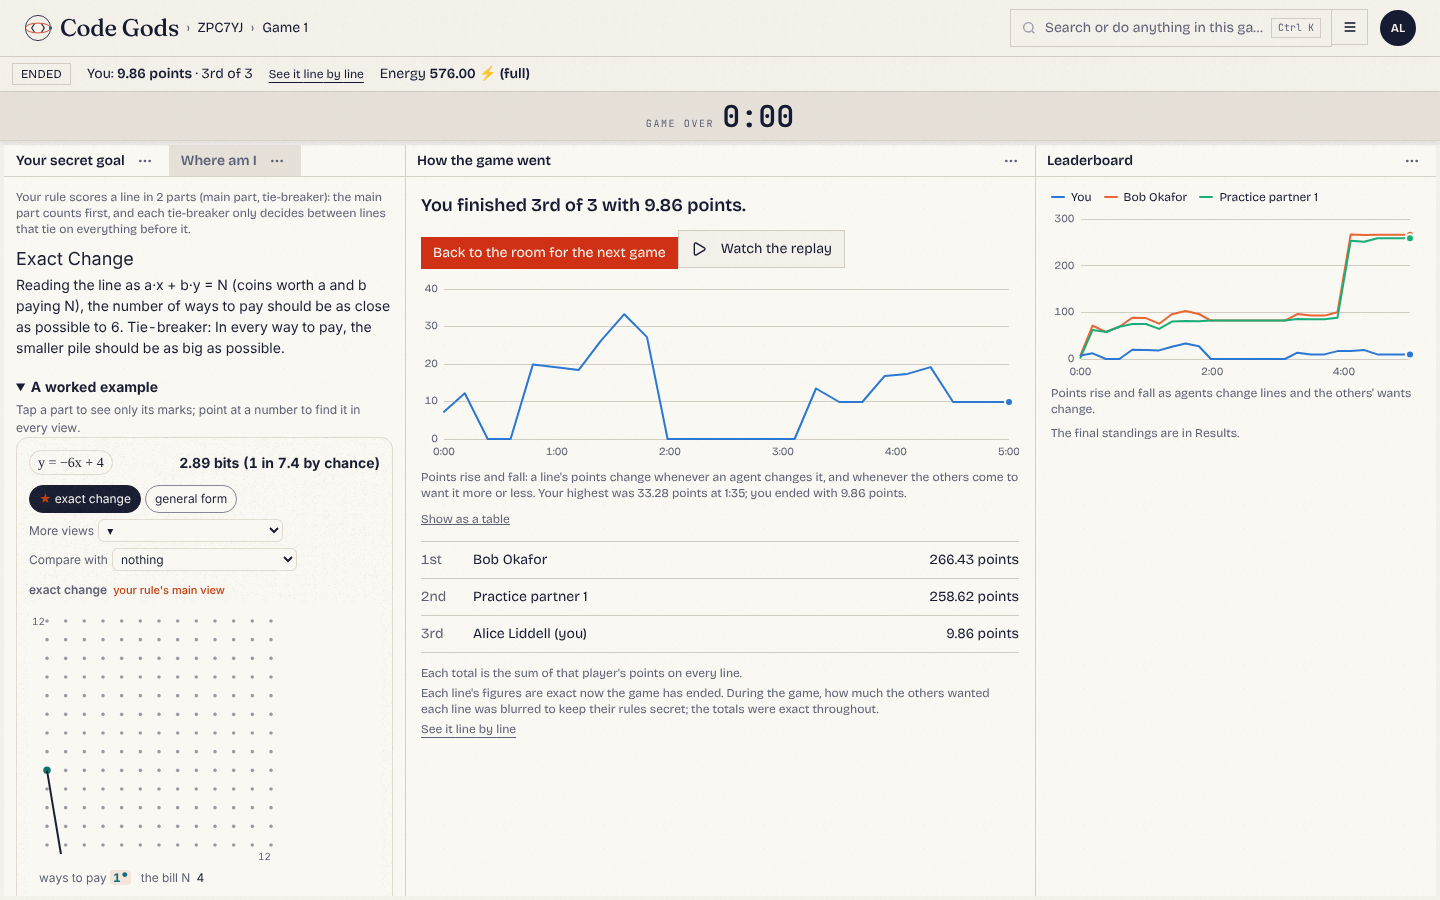 Code Gods › ZPC7YJ › Game 1
Search or do anything in this ga... Ctrl K
AL
ENDED You: 9.86 points · 3rd of 3 See it line by line Energy 576.00 ⚡ (full)
GAME OVER 0:00
Your secret goal ··· Where am I ···
Your rule scores a line in 2 parts (main part, tie-breaker): the main
part counts first, and each tie-breaker only decides between lines
that tie on everything before it.
Exact Change
Reading the line as a·x + b·y = N (coins worth a and b
paying N), the number of ways to pay should be as close
as possible to 6. Tie-breaker: In every way to pay, the
smaller pile should be as big as possible.
▼ A worked example
Tap a part to see only its marks; point at a number to find it in
every view.
y = −6x + 4 2.89 bits (1 in 7.4 by chance)
★ exact change general form
More views ▾
Compare with nothing
exact change your rule's main view
12
12
ways to pay 1 the bill N 4
How the game went ···
You finished 3rd of 3 with 9.86 points.
Back to the room for the next game Watch the replay
40
30
20
10
0
0:00 1:00 2:00 3:00 4:00 5:00
Points rise and fall: a line's points change whenever an agent changes it, and whenever the others come to
want it more or less. Your highest was 33.28 points at 1:35; you ended with 9.86 points.
Show as a table
1st Bob Okafor 266.43 points
2nd Practice partner 1 258.62 points
3rd Alice Liddell (you) 9.86 points
Each total is the sum of that player's points on every line.
Each line's figures are exact now the game has ended. During the game, how much the others wanted
each line was blurred to keep their rules secret; the totals were exact throughout.
See it line by line
Leaderboard ···
You Bob Okafor Practice partner 1
300
200
100
0
0:00 2:00 4:00
Points rise and fall as agents change lines and the others' wants
change.
The final standings are in Results.